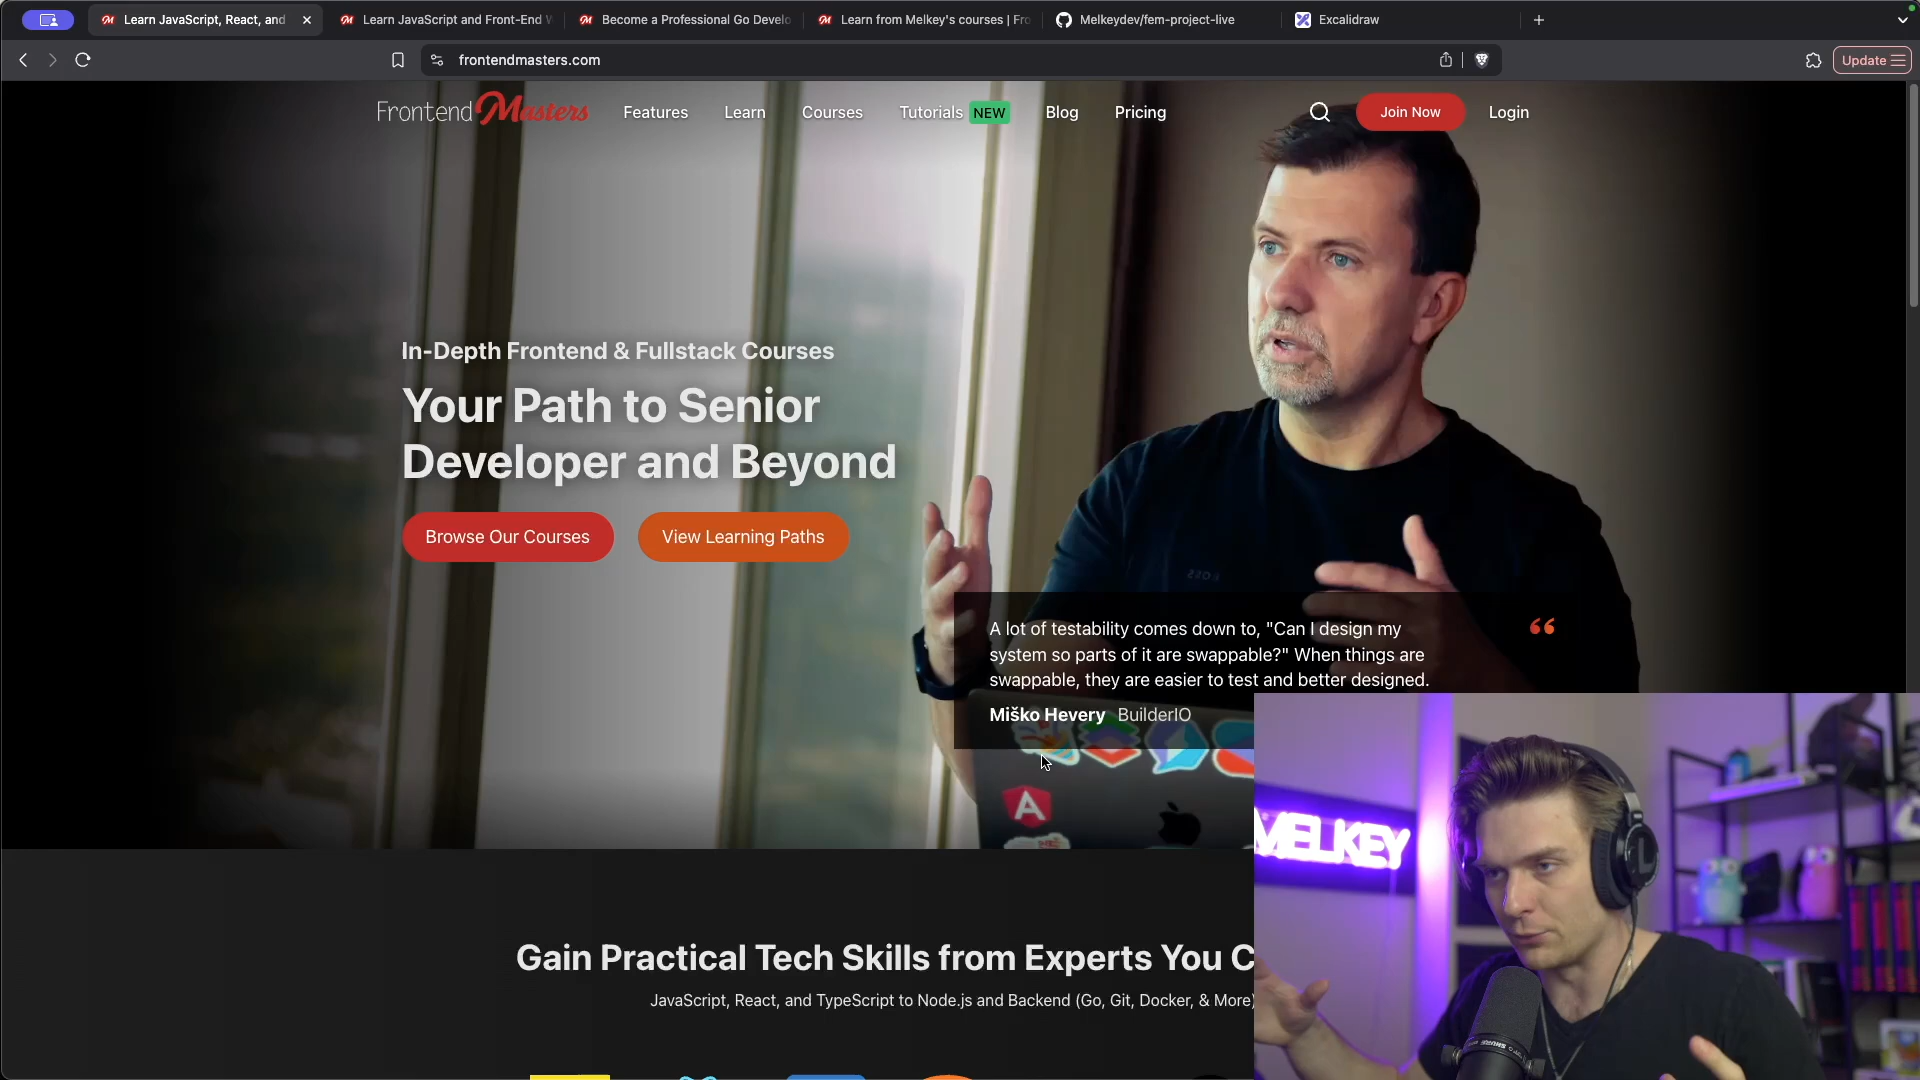 Learn JavaScript, React, and
Learn JavaScript and Front-End W
Become a Professional Go Develo
Learn from Melkey's courses | Fro
Melkeydev/fem-project-live
Excalidraw
frontendmasters.com
Update
Frontend Masters
Features
Learn
Courses
Tutorials NEW
Blog
Pricing
Join Now
Login
In-Depth Frontend & Fullstack Courses
Your Path to Senior
Developer and Beyond
Browse Our Courses
View Learning Paths
BOSS
A lot of testability comes down to, "Can I design my
system so parts of it are swappable?" When things are
swappable, they are easier to test and better designed.
Miško Hevery BuilderIO
MELKEY
Gain Practical Tech Skills from Experts You C
JavaScript, React, and TypeScript to Node.js and Backend (Go, Git, Docker, & More)
SHURE